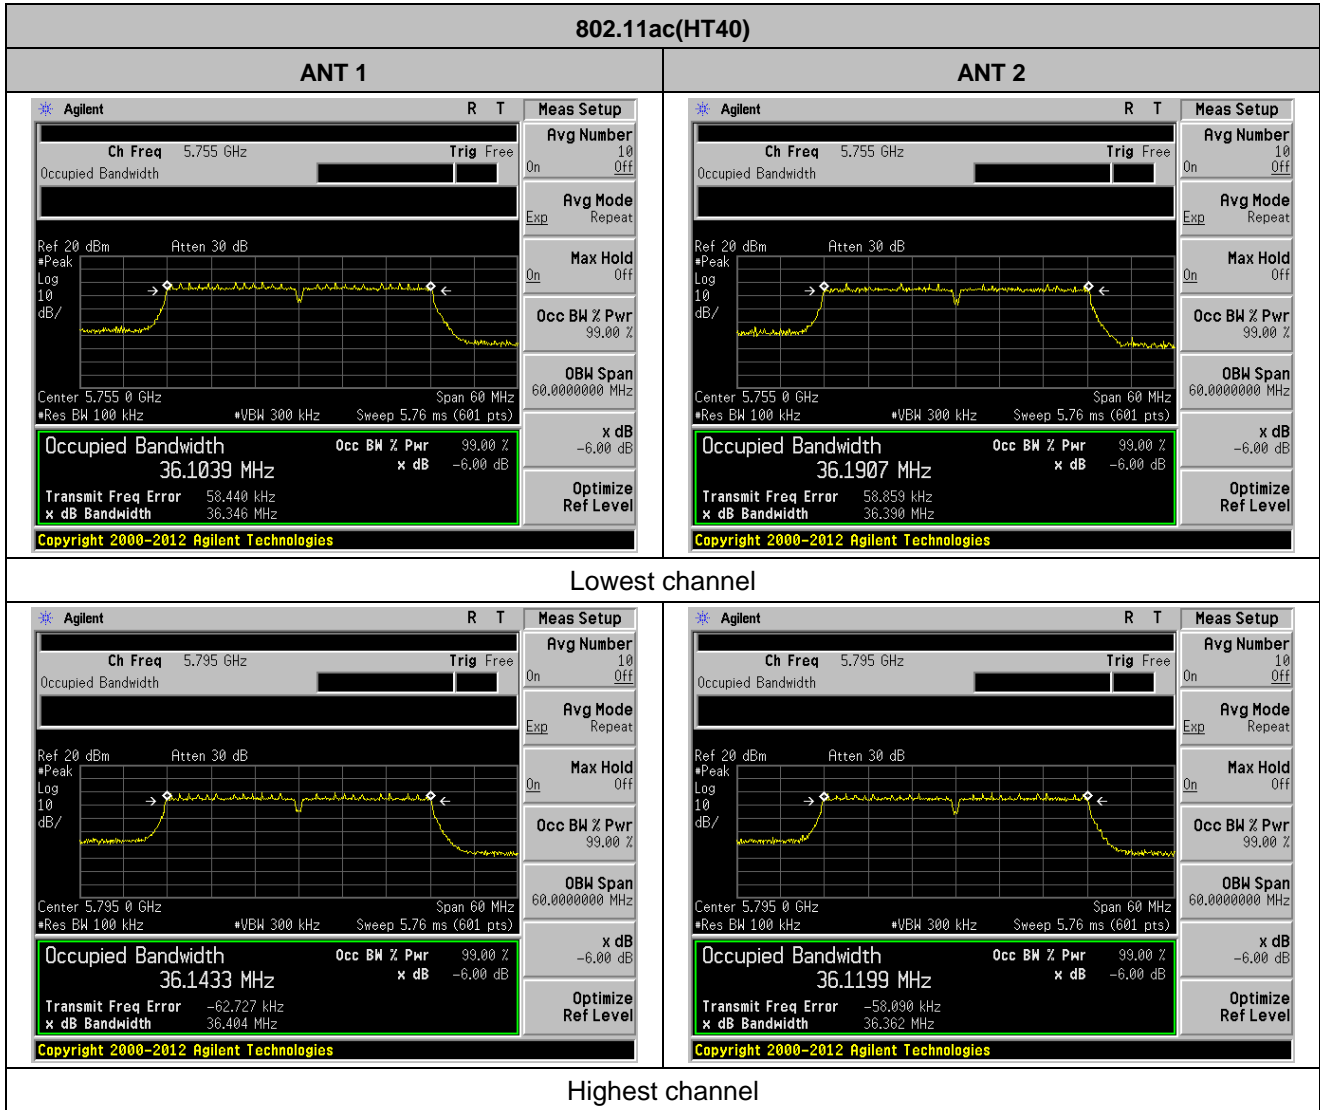 802.11ac(HT40)
ANT 1
ANT 2
Agilent
R T
Meas Setup
Ch Freq 5.755 GHz
Trig Free
Occupied Bandwidth
Avg Number
10
On Off
Avg Mode
Exp Repeat
Ref 20 dBm
Atten 30 dB
#Peak
Log
10
dB/
Max Hold
On Off
Occ BW % Pwr
99.00 %
OBW Span
60.0000000 MHz
Center 5.755 0 GHz
Span 60 MHz
#Res BW 100 kHz
#VBW 300 kHz
Sweep 5.76 ms (601 pts)
x dB
-6.00 dB
Optimize
Ref Level
Occupied Bandwidth
36.1039 MHz
Occ BW % Pwr 99.00 %
x dB -6.00 dB
Transmit Freq Error 58.440 kHz
x dB Bandwidth 36.346 MHz
Copyright 2000-2012 Agilent Technologies
Agilent
R T
Meas Setup
Ch Freq 5.755 GHz
Trig Free
Occupied Bandwidth
Avg Number
10
On Off
Avg Mode
Exp Repeat
Ref 20 dBm
Atten 30 dB
#Peak
Log
10
dB/
Max Hold
On Off
Occ BW % Pwr
99.00 %
OBW Span
60.0000000 MHz
Center 5.755 0 GHz
Span 60 MHz
#Res BW 100 kHz
#VBW 300 kHz
Sweep 5.76 ms (601 pts)
x dB
-6.00 dB
Optimize
Ref Level
Occupied Bandwidth
36.1907 MHz
Occ BW % Pwr 99.00 %
x dB -6.00 dB
Transmit Freq Error 58.859 kHz
x dB Bandwidth 36.390 MHz
Copyright 2000-2012 Agilent Technologies
Lowest channel
Agilent
R T
Meas Setup
Ch Freq 5.795 GHz
Trig Free
Occupied Bandwidth
Avg Number
10
On Off
Avg Mode
Exp Repeat
Ref 20 dBm
Atten 30 dB
#Peak
Log
10
dB/
Max Hold
On Off
Occ BW % Pwr
99.00 %
OBW Span
60.0000000 MHz
Center 5.795 0 GHz
Span 60 MHz
#Res BW 100 kHz
#VBW 300 kHz
Sweep 5.76 ms (601 pts)
x dB
-6.00 dB
Optimize
Ref Level
Occupied Bandwidth
36.1433 MHz
Occ BW % Pwr 99.00 %
x dB -6.00 dB
Transmit Freq Error -62.727 kHz
x dB Bandwidth 36.404 MHz
Copyright 2000-2012 Agilent Technologies
Agilent
R T
Meas Setup
Ch Freq 5.795 GHz
Trig Free
Occupied Bandwidth
Avg Number
10
On Off
Avg Mode
Exp Repeat
Ref 20 dBm
Atten 30 dB
#Peak
Log
10
dB/
Max Hold
On Off
Occ BW % Pwr
99.00 %
OBW Span
60.0000000 MHz
Center 5.795 0 GHz
Span 60 MHz
#Res BW 100 kHz
#VBW 300 kHz
Sweep 5.76 ms (601 pts)
x dB
-6.00 dB
Optimize
Ref Level
Occupied Bandwidth
36.1199 MHz
Occ BW % Pwr 99.00 %
x dB -6.00 dB
Transmit Freq Error -58.090 kHz
x dB Bandwidth 36.362 MHz
Copyright 2000-2012 Agilent Technologies
Highest channel